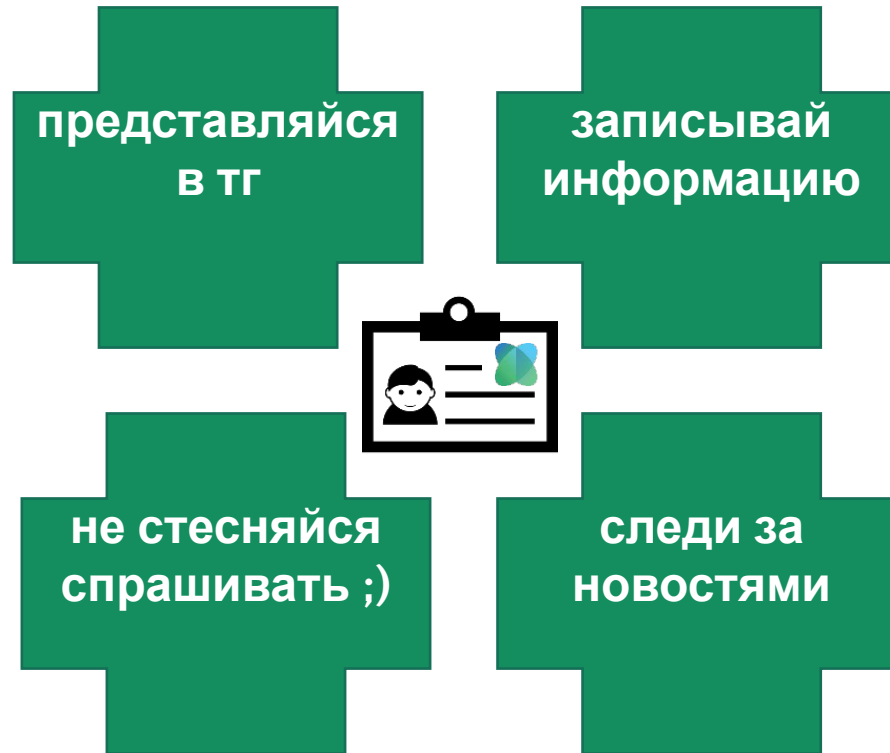 представляйся
в тг
записывай
информацию
не стесняйся
спрашивать ;)
следи за
новостями